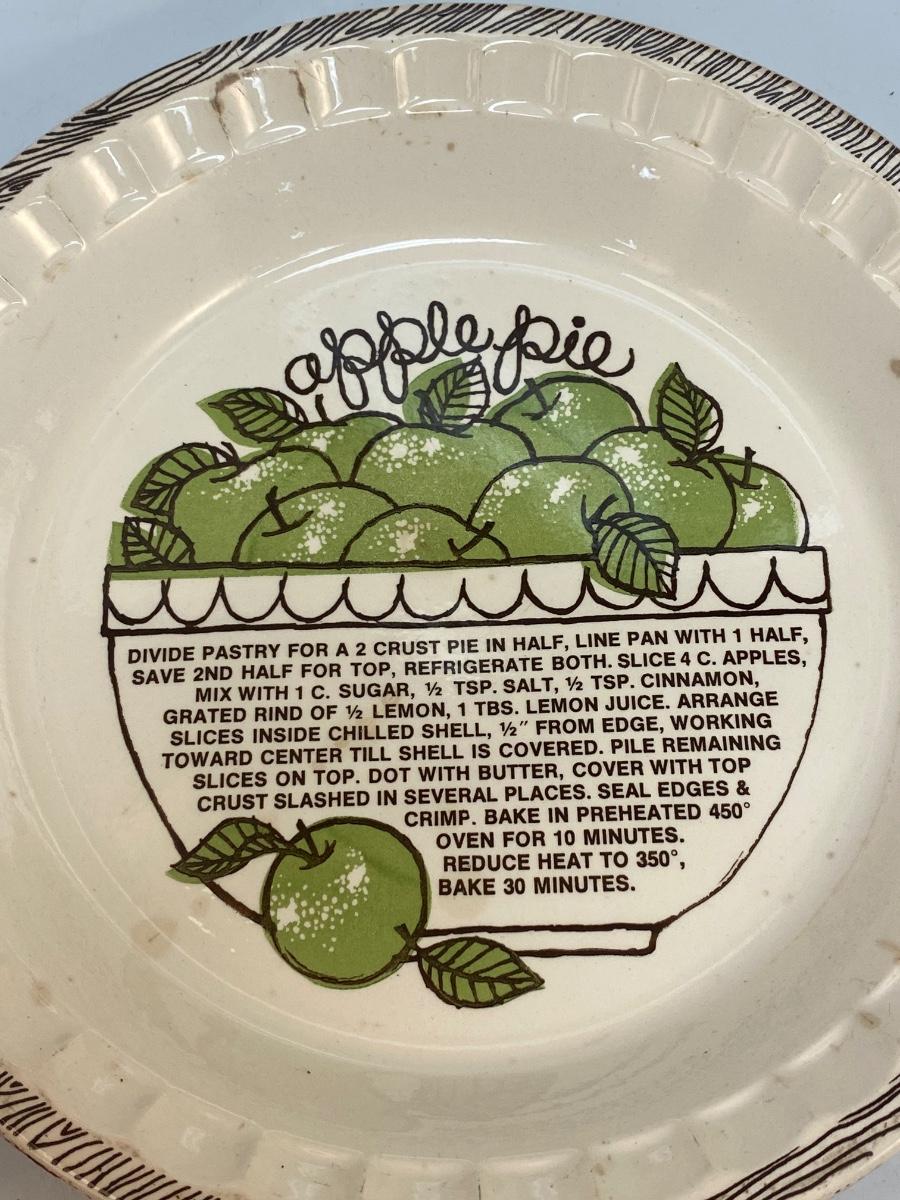 apple pie
DIVIDE PASTRY FOR A 2 CRUST PIE IN HALF, LINE PAN WITH 1 HALF,
SAVE 2ND HALF FOR TOP, REFRIGERATE BOTH. SLICE 4 C. APPLES,
MIX WITH 1 C. SUGAR, ½ TSP. SALT, ½ TSP. CINNAMON,
GRATED RIND OF ½ LEMON, 1 TBS. LEMON JUICE. ARRANGE
SLICES INSIDE CHILLED SHELL, ½″ FROM EDGE, WORKING
TOWARD CENTER TILL SHELL IS COVERED. PILE REMAINING
SLICES ON TOP. DOT WITH BUTTER, COVER WITH TOP
CRUST SLASHED IN SEVERAL PLACES. SEAL EDGES &
CRIMP. BAKE IN PREHEATED 450°
OVEN FOR 10 MINUTES.
REDUCE HEAT TO 350°,
BAKE 30 MINUTES.